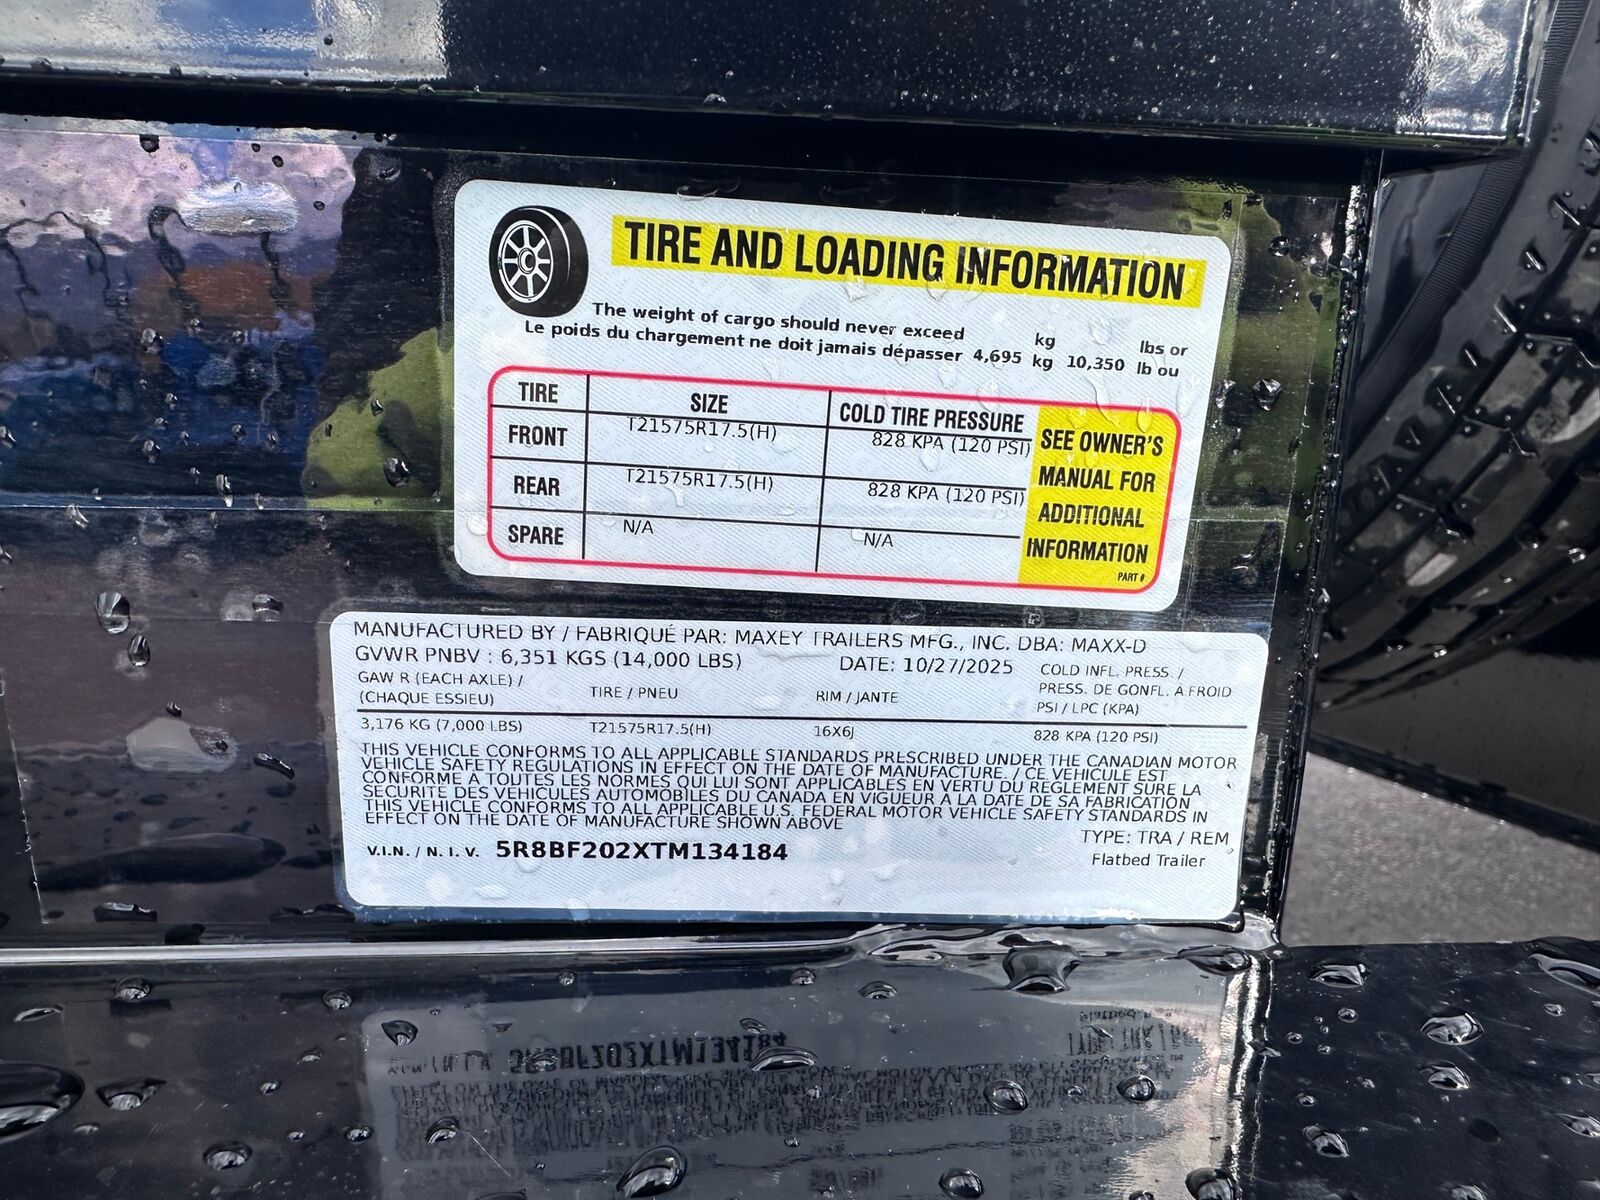 TIRE AND LOADING INFORMATION
The weight of cargo should never exceed kg lbs or
Le poids du chargement ne doit jamais dépasser 4,695 kg 10,350 lb ou
TIRE SIZE COLD TIRE PRESSURE
FRONT T21575R17.5(H) 828 KPA (120 PSI)
REAR T21575R17.5(H) 828 KPA (120 PSI)
SPARE N/A N/A
SEE OWNER'S
MANUAL FOR
ADDITIONAL
INFORMATION
PART #
MANUFACTURED BY / FABRIQUÉ PAR: MAXEY TRAILERS MFG., INC. DBA: MAXX-D
GVWR PNBV : 6,351 KGS (14,000 LBS) DATE: 10/27/2025
GAW R (EACH AXLE) /
(CHAQUE ESSIEU)
TIRE / PNEU
RIM / JANTE
COLD INFL. PRESS. /
PRESS. DE GONFL. A FROID
PSI / LPC (KPA)
3,176 KG (7,000 LBS) T21575R17.5(H) 16X6J 828 KPA (120 PSI)
THIS VEHICLE CONFORMS TO ALL APPLICABLE STANDARDS PRESCRIBED UNDER THE CANADIAN MOTOR
VEHICLE SAFETY REGULATIONS IN EFFECT ON THE DATE OF MANUFACTURE. / CE VEHICULE EST
CONFORME A TOUTES LES NORMES QUI LUI SONT APPLICABLES EN VERTU DU REGLEMENT SURE LA
SECURITE DES VEHICULES AUTOMOBILES DU CANADA EN VIGUEUR A LA DATE DE SA FABRICATION
THIS VEHICLE CONFORMS TO ALL APPLICABLE U.S. FEDERAL MOTOR VEHICLE SAFETY STANDARDS IN
EFFECT ON THE DATE OF MANUFACTURE SHOWN ABOVE
TYPE: TRA / REM
V.I.N. / N. I. V. 5R8BF202XTM134184
Flatbed Trailer